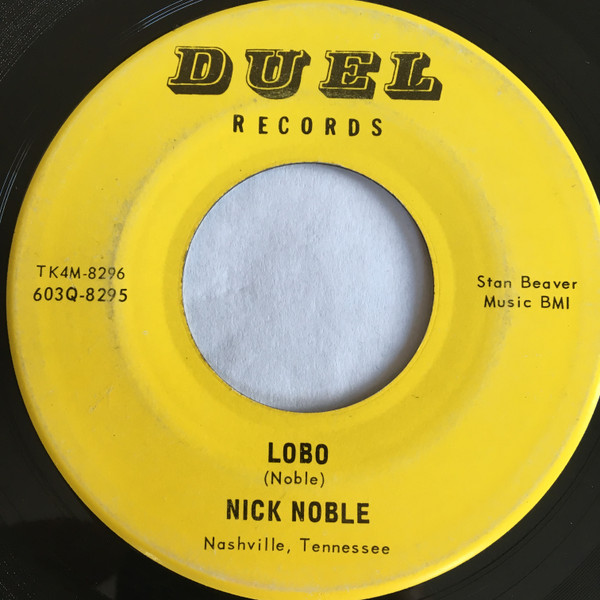 DUEL
RECORDS
TK4M-8296
603Q-8295
Stan Beaver
Music BMI
LOBO
(Noble)
NICK NOBLE
Nashville, Tennessee